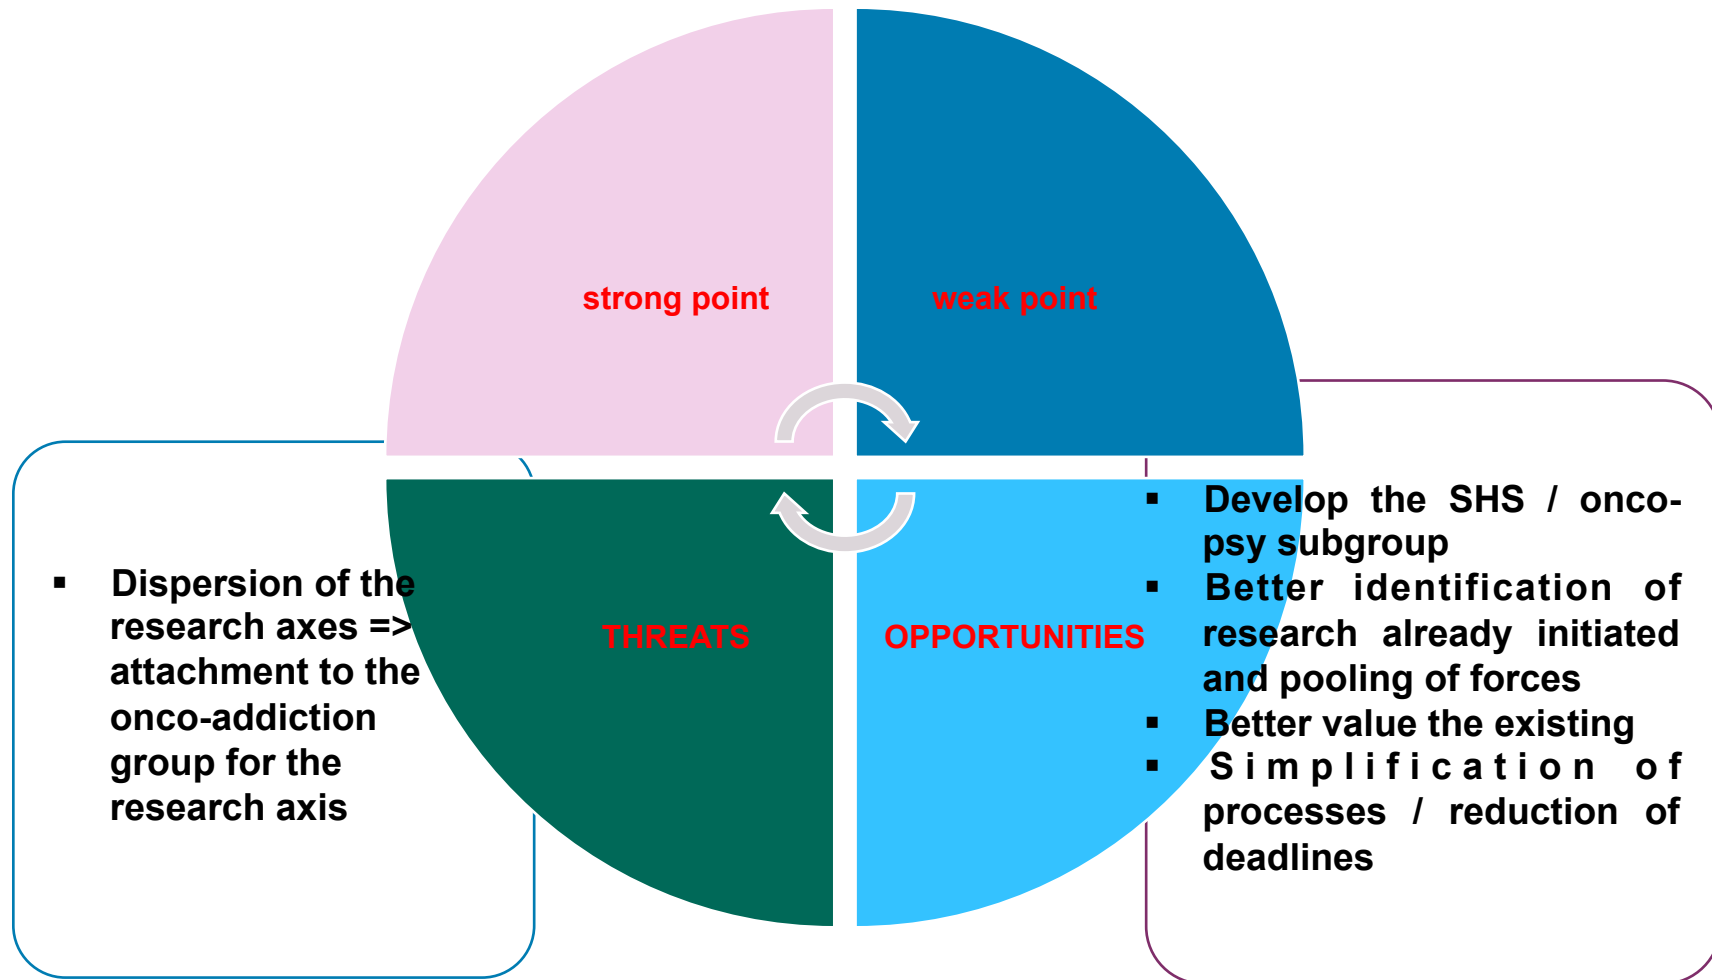 strong point
weak point
THREATS
OPPORTUNITIES
▪ Dispersion of the
research axes =>
attachment to the
onco-addiction
group for the
research axis
▪ Develop the SHS / onco-
psy subgroup
▪ Better identification of
research already initiated
and pooling of forces
▪ Better value the existing
▪ Simplification of
processes / reduction of
deadlines